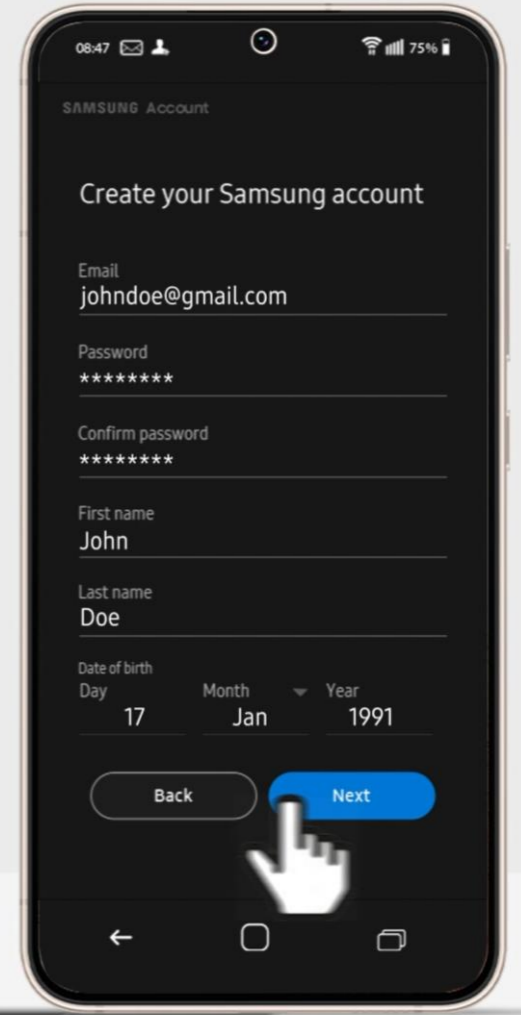 08:47 75%
SAMSUNG Account
Create your Samsung account
Email
johndoe@gmail.com
Password
********
Confirm password
********
First name
John
Last name
Doe
Date of birth
Day Month Year
17 Jan 1991
Back Next